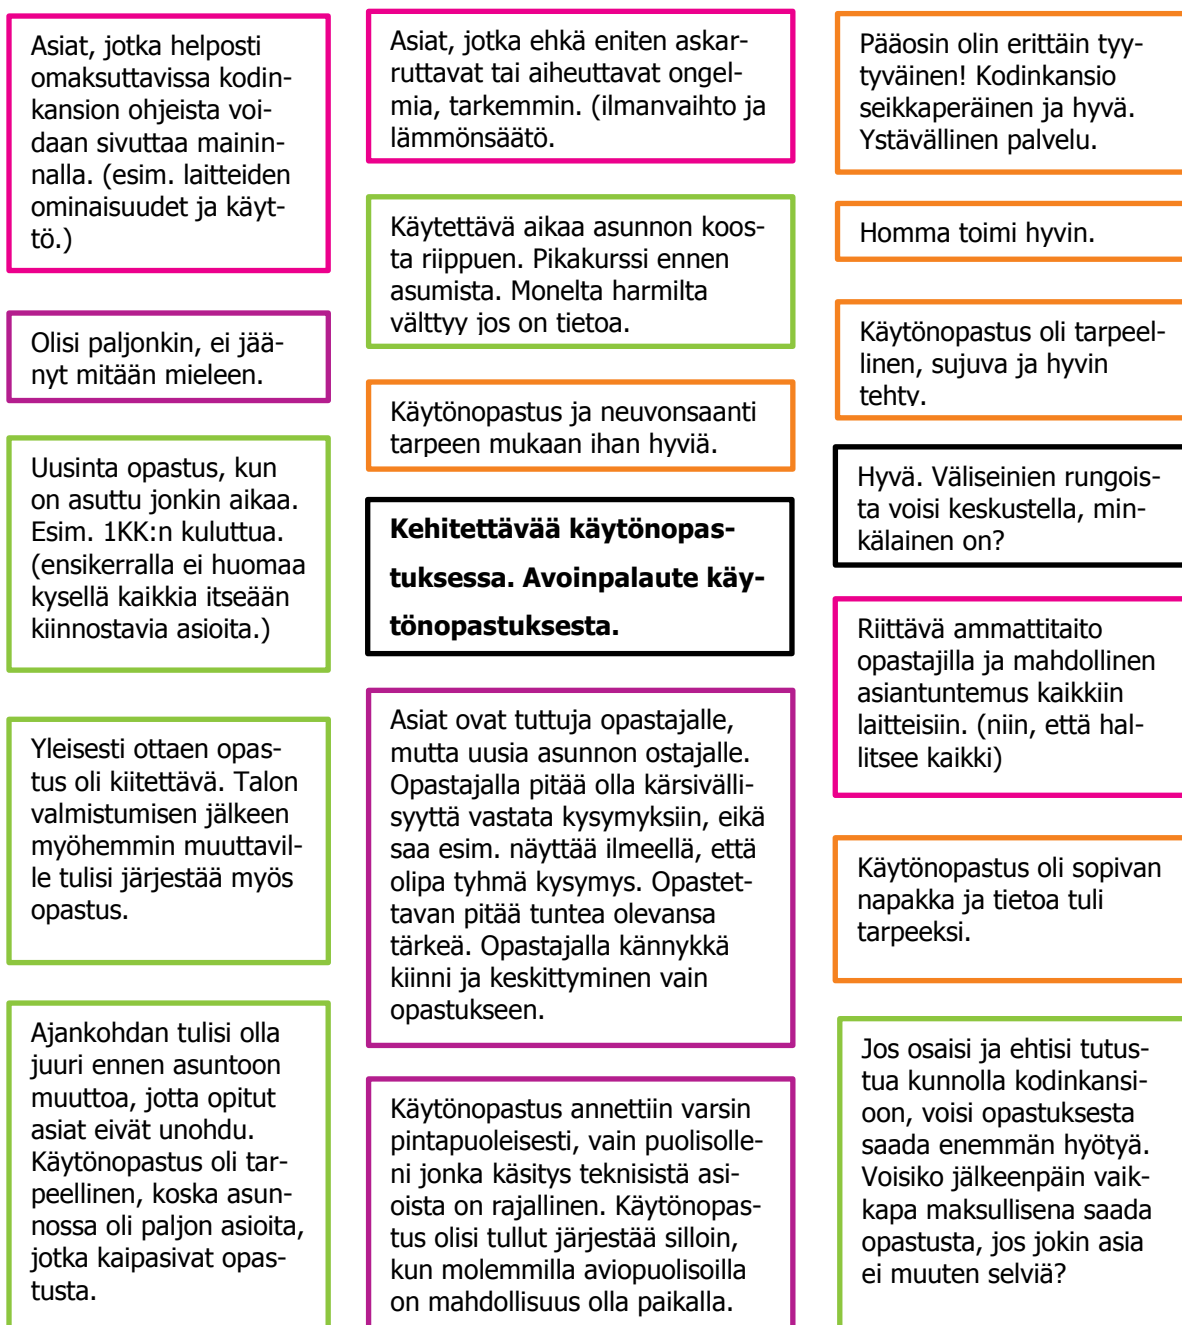 Asiat, jotka helposti
omaksuttavissa kodin-
kansion ohjeista voi-
daan sivuttaa mainin-
nalla. (esim. laitteiden
ominaisuudet ja käyt-
tö.)
Olisi paljonkin, ei jää-
nyt mitään mieleen.
Uusinta opastus, kun
on asuttu jonkin aikaa.
Esim. 1KK:n kuluttua.
(ensikerralla ei huomaa
kysellä kaikkia itseään
kiinnostavia asioita.)
Yleisesti ottaen opas-
tus oli kiitettävä. Talon
valmistumisen jälkeen
myöhemmin muuttavil-
le tulisi järjestää myös
opastus.
Ajankohdan tulisi olla
juuri ennen asuntoon
muuttoa, jotta opitut
asiat eivät unohdu.
Käytönopastus oli tar-
peellinen, koska asun-
nossa oli paljon asioita,
jotka kaipasivat opas-
tusta.
Asiat, jotka ehkä eniten askar-
ruttavat tai aiheuttavat ongel-
mia, tarkemmin. (ilmanvaihto ja
lämmönsäätö.
Käytettävä aikaa asunnon koos-
ta riippuen. Pikakurssi ennen
asumista. Monelta harmilta
välttyy jos on tietoa.
Käytönopastus ja neuvonsaanti
tarpeen mukaan ihan hyviä.
Kehitettävää käytönopas-
tuksessa. Avoinpalaute käy-
tönopastuksesta.
Asiat ovat tuttuja opastajalle,
mutta uusia asunnon ostajalle.
Opastajalla pitää olla kärsivälli-
syyttä vastata kysymyksiin, eikä
saa esim. näyttää ilmeellä, että
olipa tyhmä kysymys. Opastet-
tavan pitää tuntea olevansa
tärkeä. Opastajalla kännykkä
kiinni ja keskittyminen vain
opastukseen.
Käytönopastus annettiin varsin
pintapuoleisesti, vain puolisolle-
ni jonka käsitys teknisistä asi-
oista on rajallinen. Käytönopas-
tus olisi tullut järjestää silloin,
kun molemmilla aviopuolisoilla
on mahdollisuus olla paikalla.
Pääosin olin erittäin tyy-
tyväinen! Kodinkansio
seikkaperäinen ja hyvä.
Ystävällinen palvelu.
Homma toimi hyvin.
Käytönopastus oli tarpeel-
linen, sujuva ja hyvin
tehty.
Hyvä. Väliseinien rungois-
ta voisi keskustella, min-
kälainen on?
Riittävä ammattitaito
opastajilla ja mahdollinen
asiantuntemus kaikkiin
laitteisiin. (niin, että hal-
litsee kaikki)
Käytönopastus oli sopivan
napakka ja tietoa tuli
tarpeeksi.
Jos osaisi ja ehtisi tutus-
tua kunnolla kodinkansi-
oon, voisi opastuksesta
saada enemmän hyötyä.
Voisiko jälkeenpäin vaik-
kapa maksullisena saada
opastusta, jos jokin asia
ei muuten selviä?